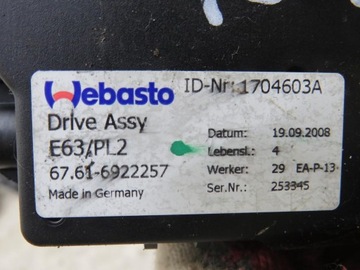 Webasto
ID-Nr: 1704603A
Drive Assy
E63/PL2
67.61-6922257
Made in Germany
Datum: 19.09.2008
Lebensl.: 4
Werker: 29 EA-P-13
Ser.Nr.: 253345